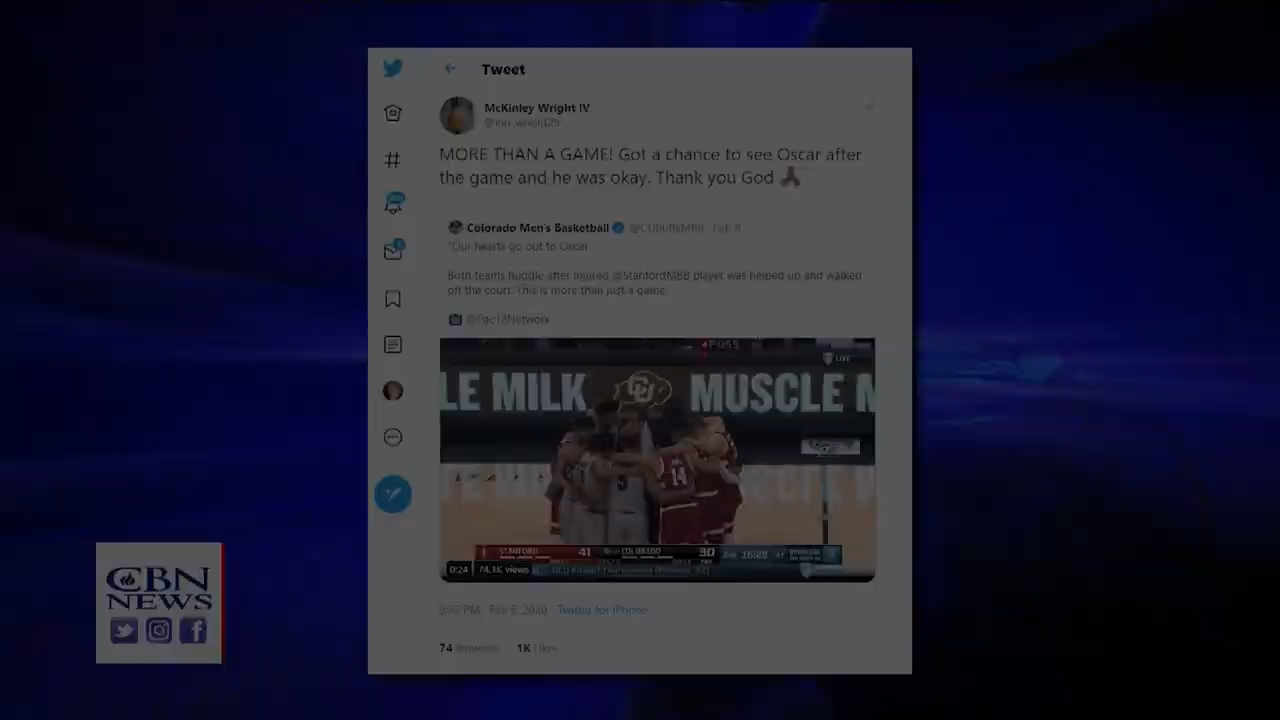 Tweet
McKinley Wright IV
MORE THAN A GAME! Got a chance to see Oscar after
the game and he was okay. Thank you God
Colorado Men's Basketball
"Our hearts go out to Oscar."
Both teams huddle after injured @StanfordMBB player was helped up and walked
off the court. This is more than just a game.
@Pac12Network
LIVE
LE MILK CU MUSCLE M
14
STANFORD 41 COLORADO 30
0:24 74.1K views
Feb 8, 2020 Twitter for iPhone
74 Retweets 1K Likes
CBN
NEWS